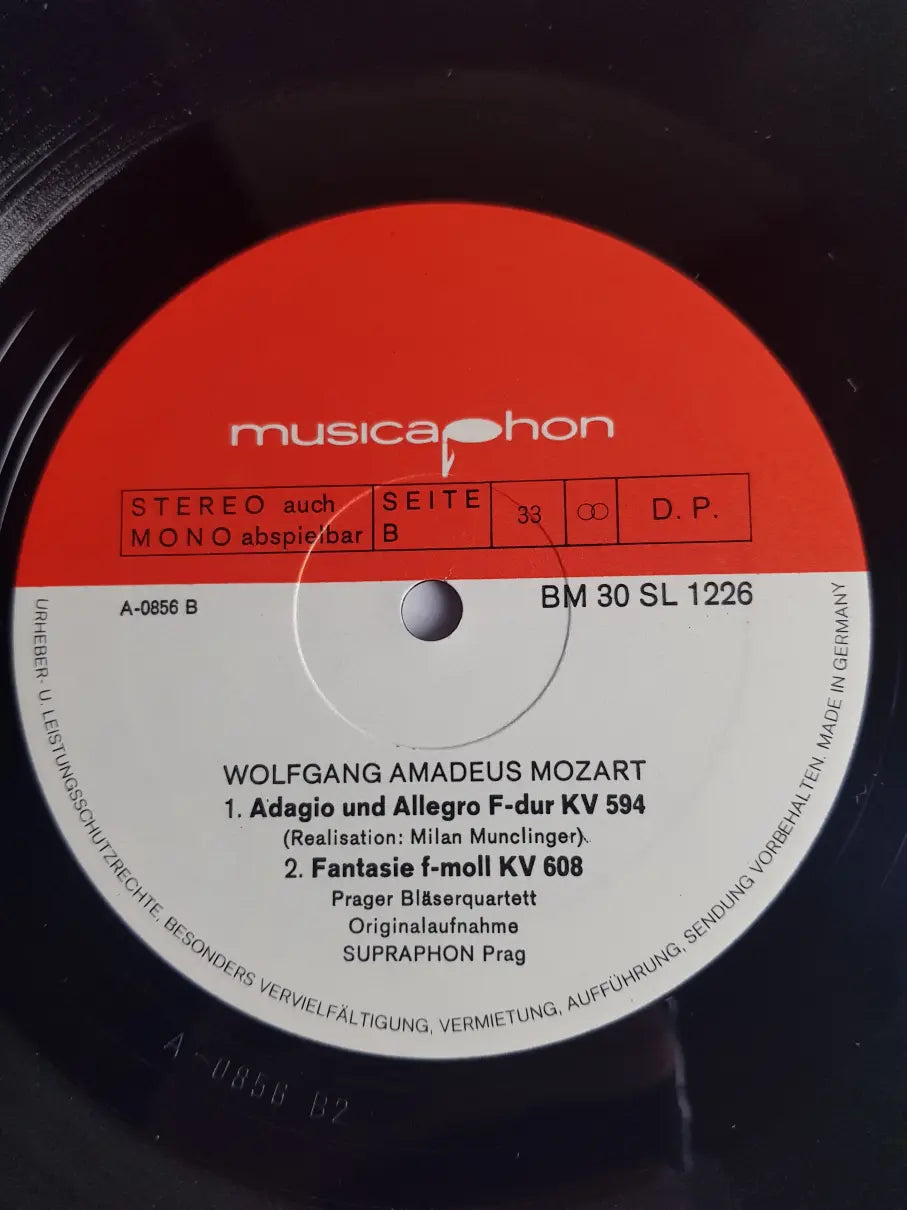 musicaphon
STEREO auch
MONO abspielbar
SEITE
B
33
D. P.
A-0856 B
BM 30 SL 1226
WOLFGANG AMADEUS MOZART
1. Adagio und Allegro F-dur KV 594
(Realisation: Milan Munclinger)
2. Fantasie f-moll KV 608
Prager Bläserquartett
Originalaufnahme
SUPRAPHON Prag
URHEBER- U. LEISTUNGSSCHUTZRECHTE, BESONDERS VERVIELFÄLTIGUNG, VERMIETUNG, AUFFÜHRUNG, SENDUNG VORBEHALTEN. MADE IN GERMANY
A-0856 B2